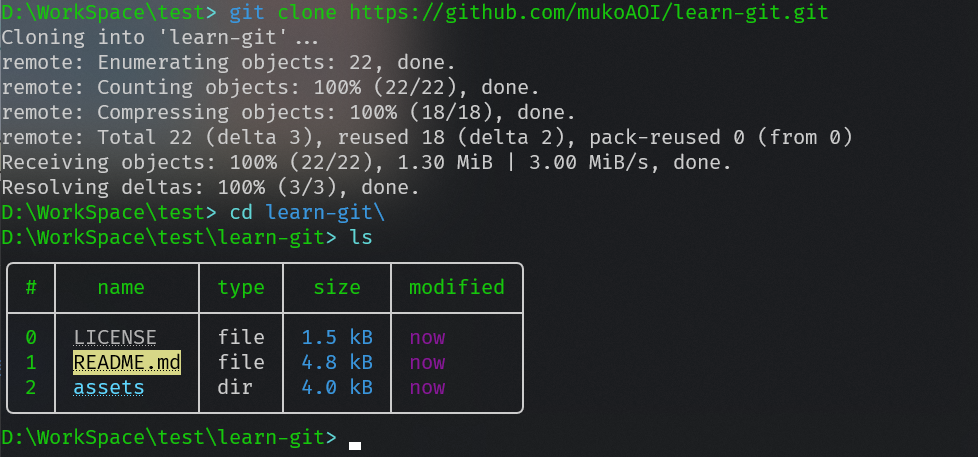 D:\WorkSpace\test> git clone https://github.com/mukoAOI/learn-git.git
Cloning into 'learn-git'...
remote: Enumerating objects: 22, done.
remote: Counting objects: 100% (22/22), done.
remote: Compressing objects: 100% (18/18), done.
remote: Total 22 (delta 3), reused 18 (delta 2), pack-reused 0 (from 0)
Receiving objects: 100% (22/22), 1.30 MiB | 3.00 MiB/s, done.
Resolving deltas: 100% (3/3), done.
D:\WorkSpace\test> cd learn-git\
D:\WorkSpace\test\learn-git> ls
# name type size modified
0 LICENSE file 1.5 kB now
1 README.md file 4.8 kB now
2 assets dir 4.0 kB now
D:\WorkSpace\test\learn-git>